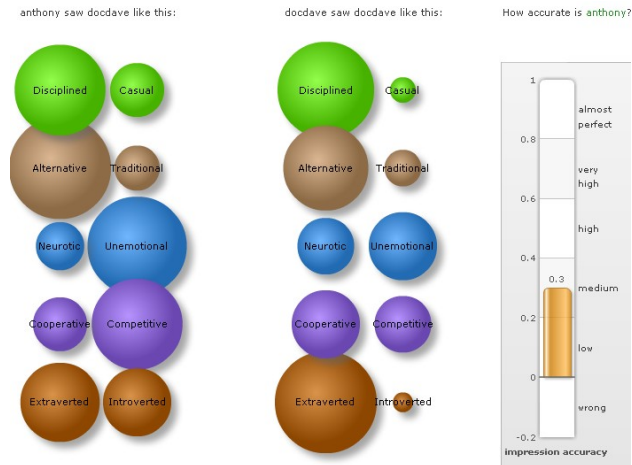 anthony saw docdave like this:
docdave saw docdave like this:
How accurate is anthony?
Disciplined
Casual
Alternative
Traditional
Neurotic
Unemotional
Cooperative
Competitive
Extraverted
Introverted
Disciplined
Casual
Alternative
Traditional
Neurotic
Unemotional
Cooperative
Competitive
Extraverted
Introverted
1
almost
perfect
0.8
very
high
0.6
high
0.4
0.3
medium
0.2
low
0
wrong
-0.2
impression accuracy